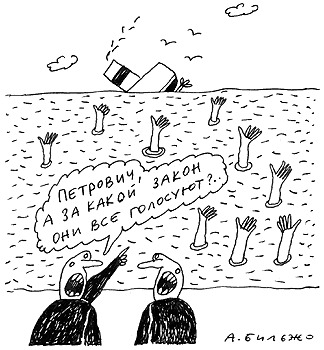 ПЕТРОВИЧ,
А ЗА КАКОЙ ЗАКОН
ОНИ ВСЕ ГОЛОСУЮТ?..
А. БИЛЬЖО